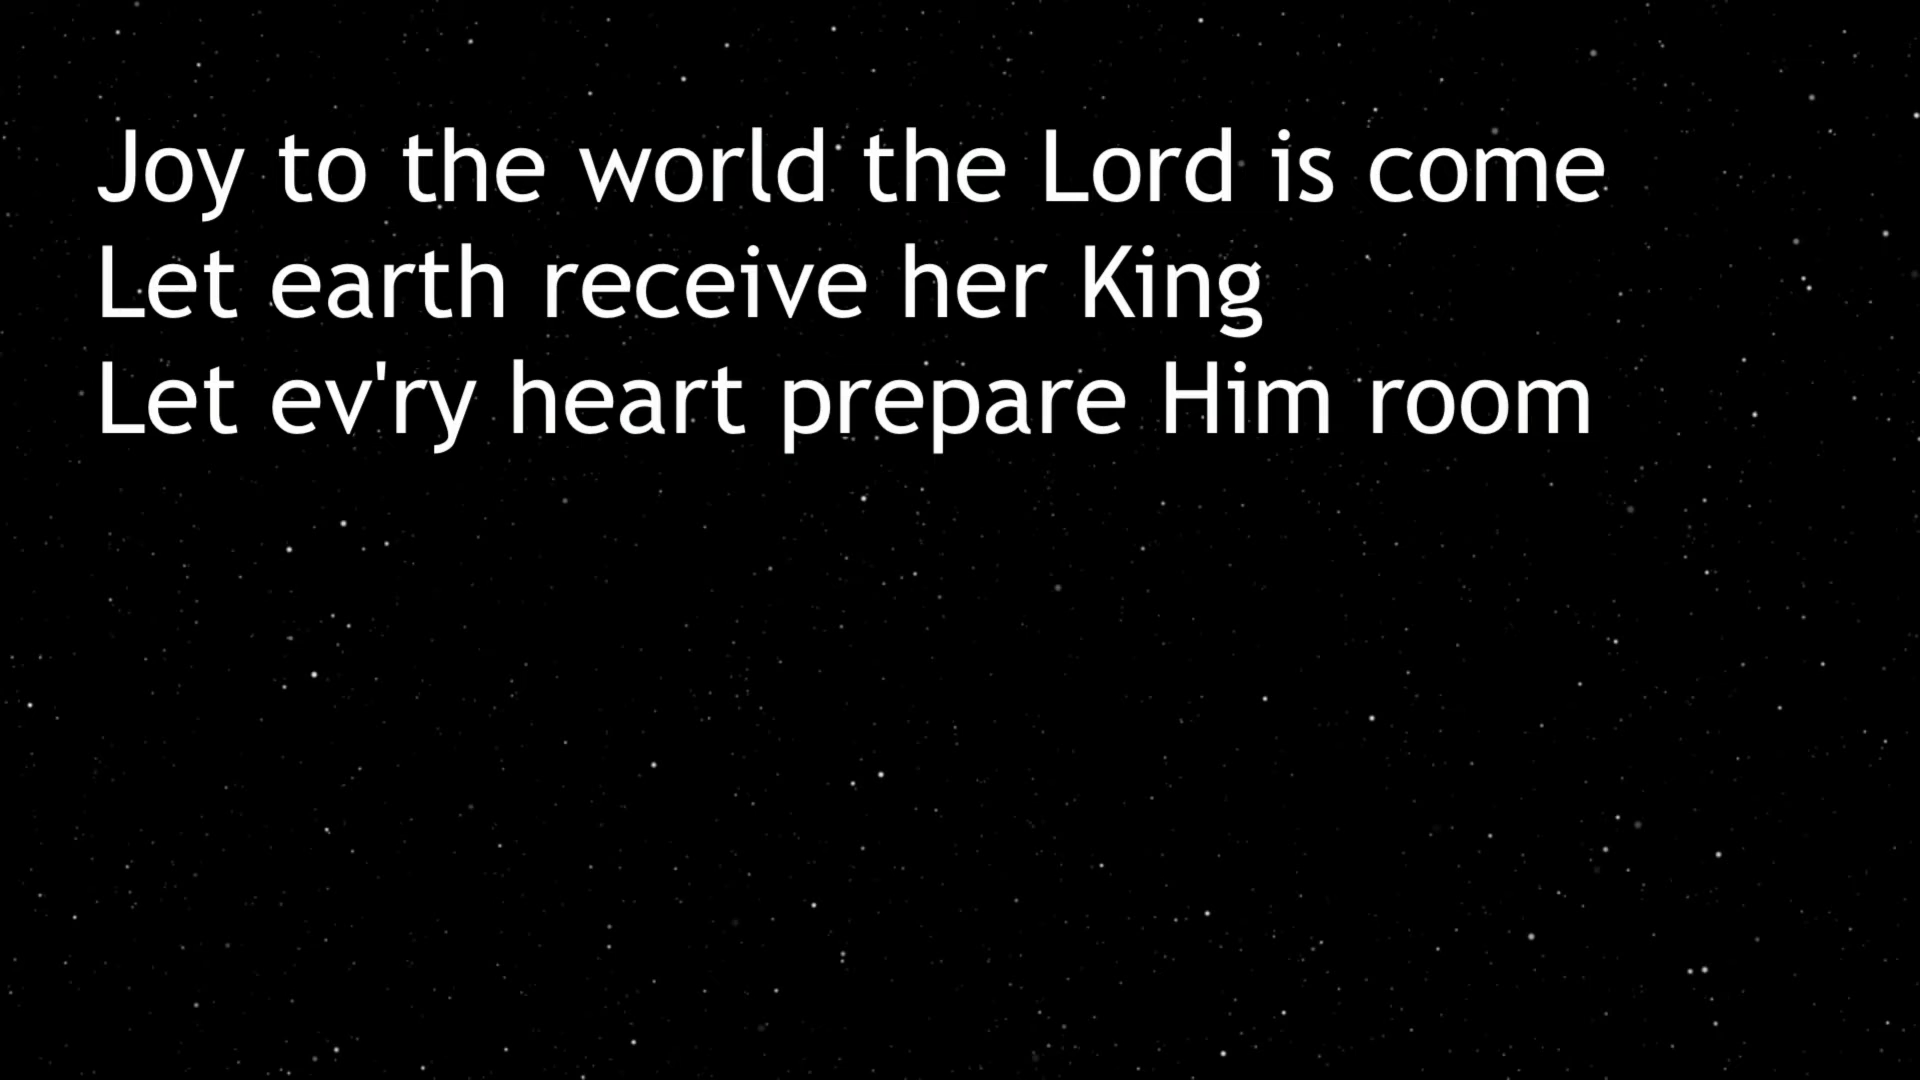 Joy to the world the Lord is come
Let earth receive her King
Let ev'ry heart prepare Him room